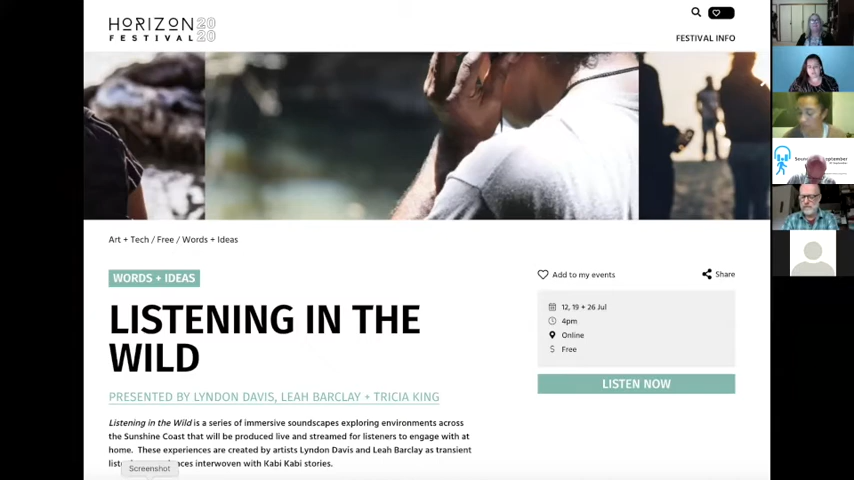 HORIZON 20
FESTIVAL 20
FESTIVAL INFO
Art + Tech / Free / Words + Ideas
WORDS + IDEAS
Add to my events
Share
LISTENING IN THE
WILD
12, 19 + 26 Jul
4pm
Online
Free
LISTEN NOW
PRESENTED BY LYNDON DAVIS, LEAH BARCLAY + TRICIA KING
Listening in the Wild is a series of immersive soundscapes exploring environments across
the Sunshine Coast that will be produced live and streamed for listeners to engage with at
home. These experiences are created by artists Lyndon Davis and Leah Barclay as transient
interwoven with Kabi Kabi stories.
Screenshot